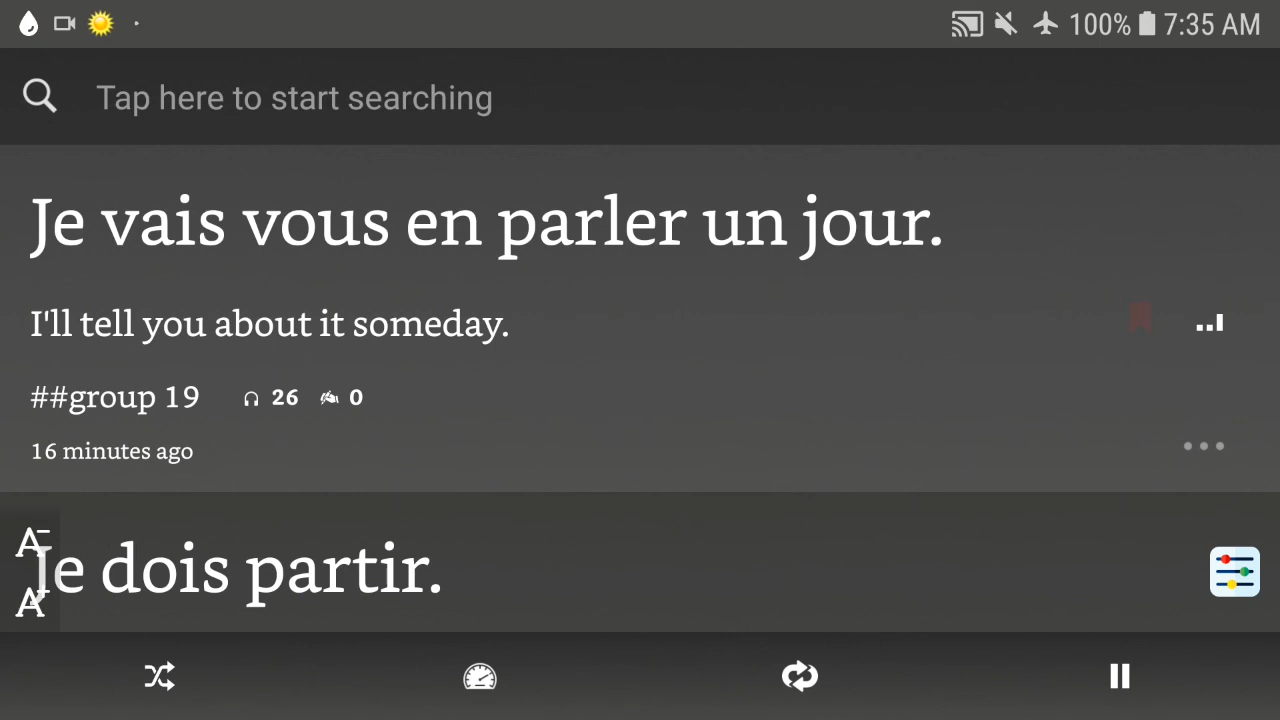 100% 7:35 AM
Tap here to start searching
Je vais vous en parler un jour.
I'll tell you about it someday.
##group 19 26 0
16 minutes ago
A-
Je dois partir.
A+